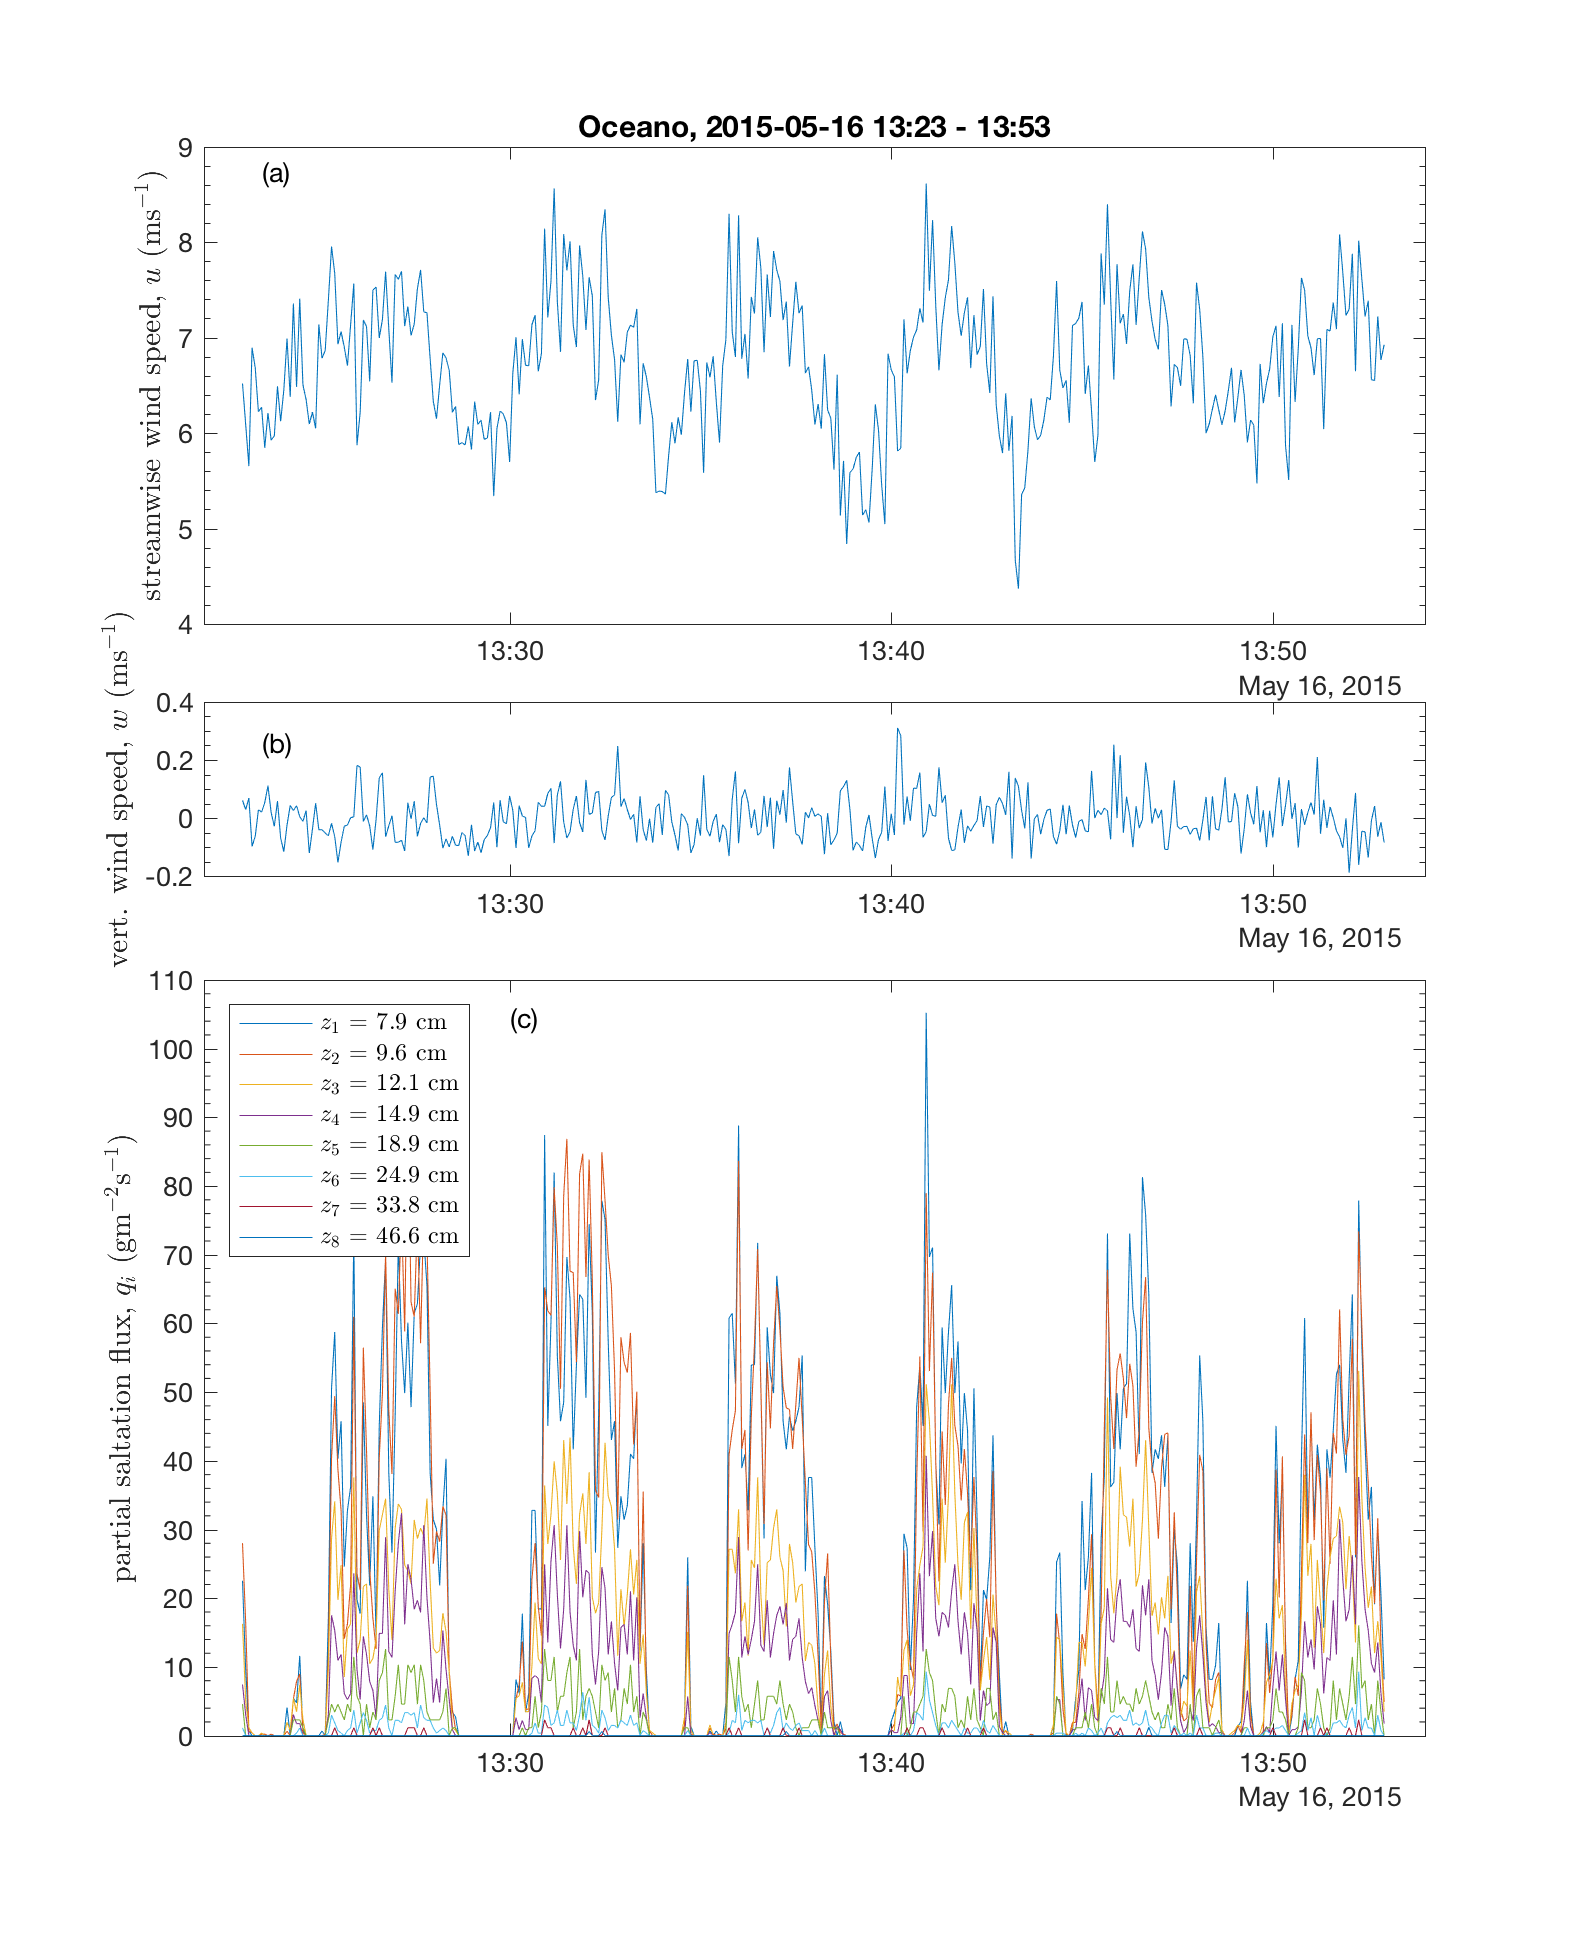 Oceano, 2015-05-16 13:23 - 13:53
(a)
streamwise wind speed, u (ms⁻¹)
9
8
7
6
5
4
13:30 13:40 13:50
May 16, 2015
(b)
vert. wind speed, w (ms⁻¹)
0.4
0.2
0
-0.2
13:30 13:40 13:50
May 16, 2015
(c)
partial saltation flux, qᵢ (gm⁻²s⁻¹)
110
100
90
80
70
60
50
40
30
20
10
0
z₁ = 7.9 cm
z₂ = 9.6 cm
z₃ = 12.1 cm
z₄ = 14.9 cm
z₅ = 18.9 cm
z₆ = 24.9 cm
z₇ = 33.8 cm
z₈ = 46.6 cm
13:30 13:40 13:50
May 16, 2015